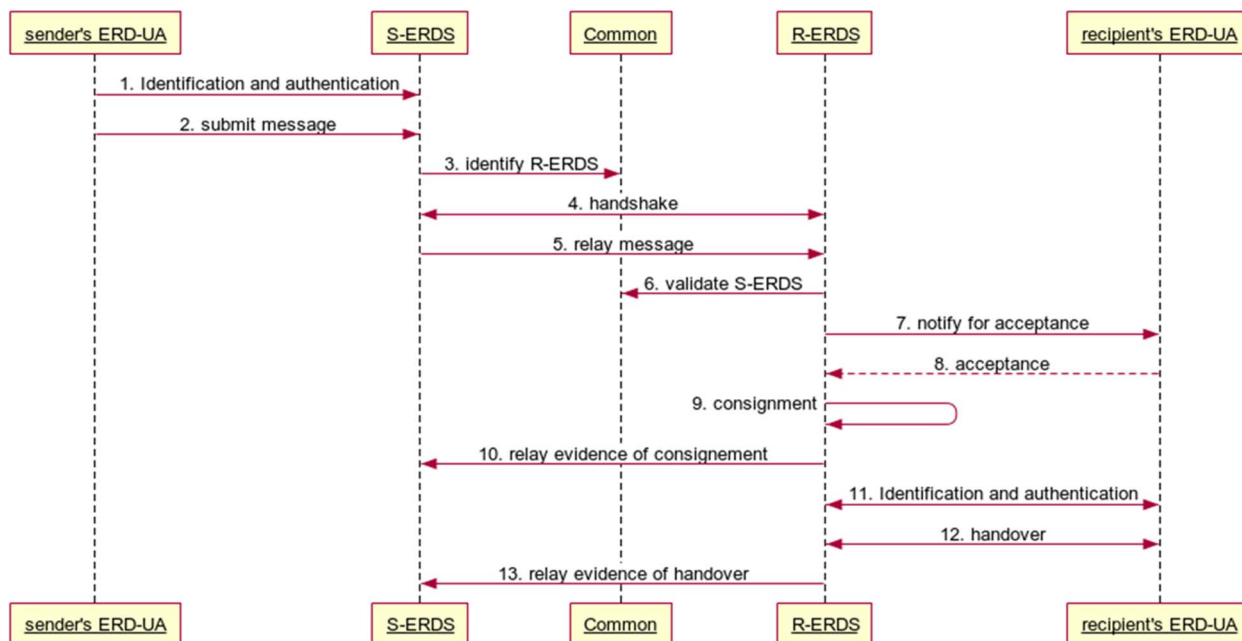 sender's ERD-UA
S-ERDS
Common
R-ERDS
recipient's ERD-UA
1. Identification and authentication
2. submit message
3. identify R-ERDS
4. handshake
5. relay message
6. validate S-ERDS
7. notify for acceptance
8. acceptance
9. consignment
10. relay evidence of consignement
11. Identification and authentication
12. handover
13. relay evidence of handover
sender's ERD-UA
S-ERDS
Common
R-ERDS
recipient's ERD-UA